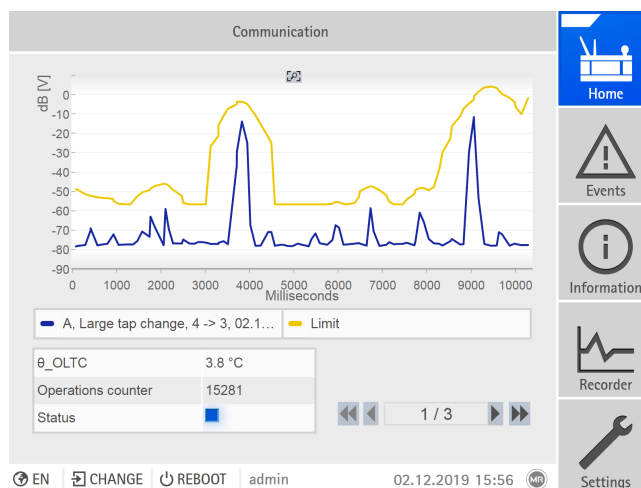 Communication
dB [V]
0
-10
-20
-30
-40
-50
-60
-70
-80
-90
0 1000 2000 3000 4000 5000 6000 7000 8000 9000 10000
Milliseconds
A, Large tap change, 4 -> 3, 02.1... Limit
θ_OLTC 3.8 °C
Operations counter 15281
Status
1 / 3
EN CHANGE REBOOT admin 02.12.2019 15:56 MR
Home
Events
Information
Recorder
Settings